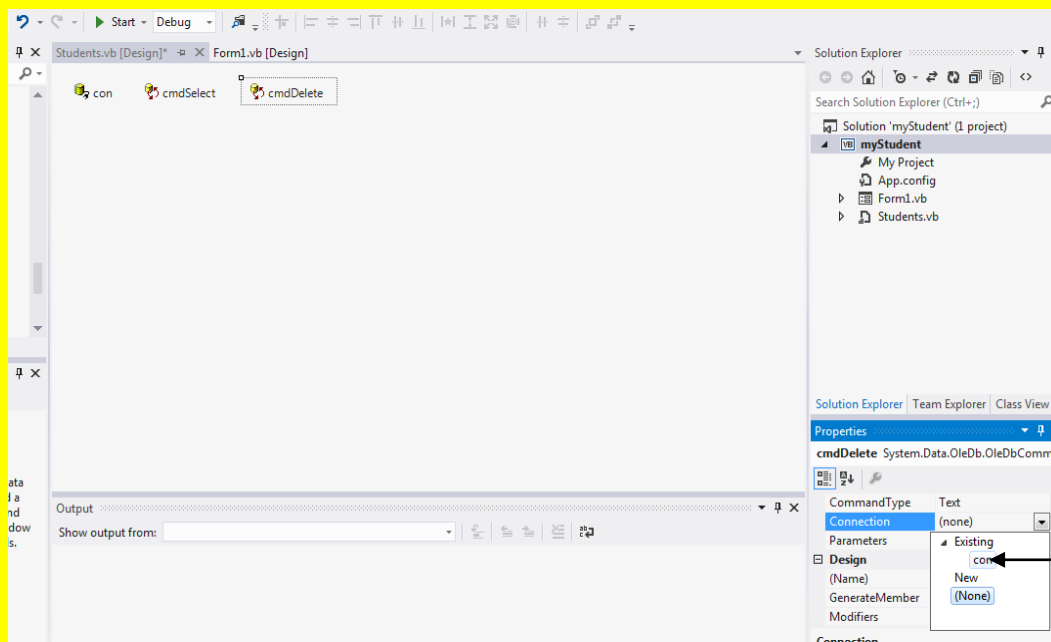 Start
Debug
Students.vb [Design]*
Form1.vb [Design]
con
cmdSelect
cmdDelete
Solution Explorer
Search Solution Explorer (Ctrl+;)
Solution 'myStudent' (1 project)
VB myStudent
My Project
App.config
Form1.vb
Students.vb
Solution Explorer Team Explorer Class View
Properties
cmdDelete System.Data.OleDb.OleDbComm
CommandType Text
Connection (none)
Parameters
Existing
con
New
(None)
Design
(Name)
GenerateMember
Modifiers
Connection
ata
d a
nd
dow
s.
Output
Show output from: